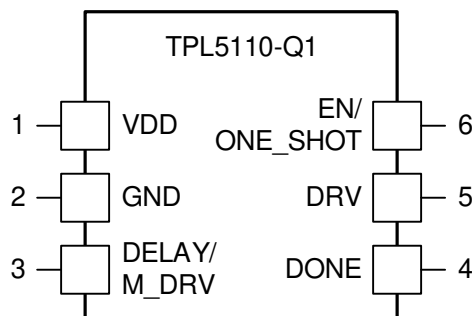 TPL5110-Q1
1 VDD
EN/
ONE_SHOT 6
2 GND
DRV 5
3 DELAY/
M_DRV
DONE 4